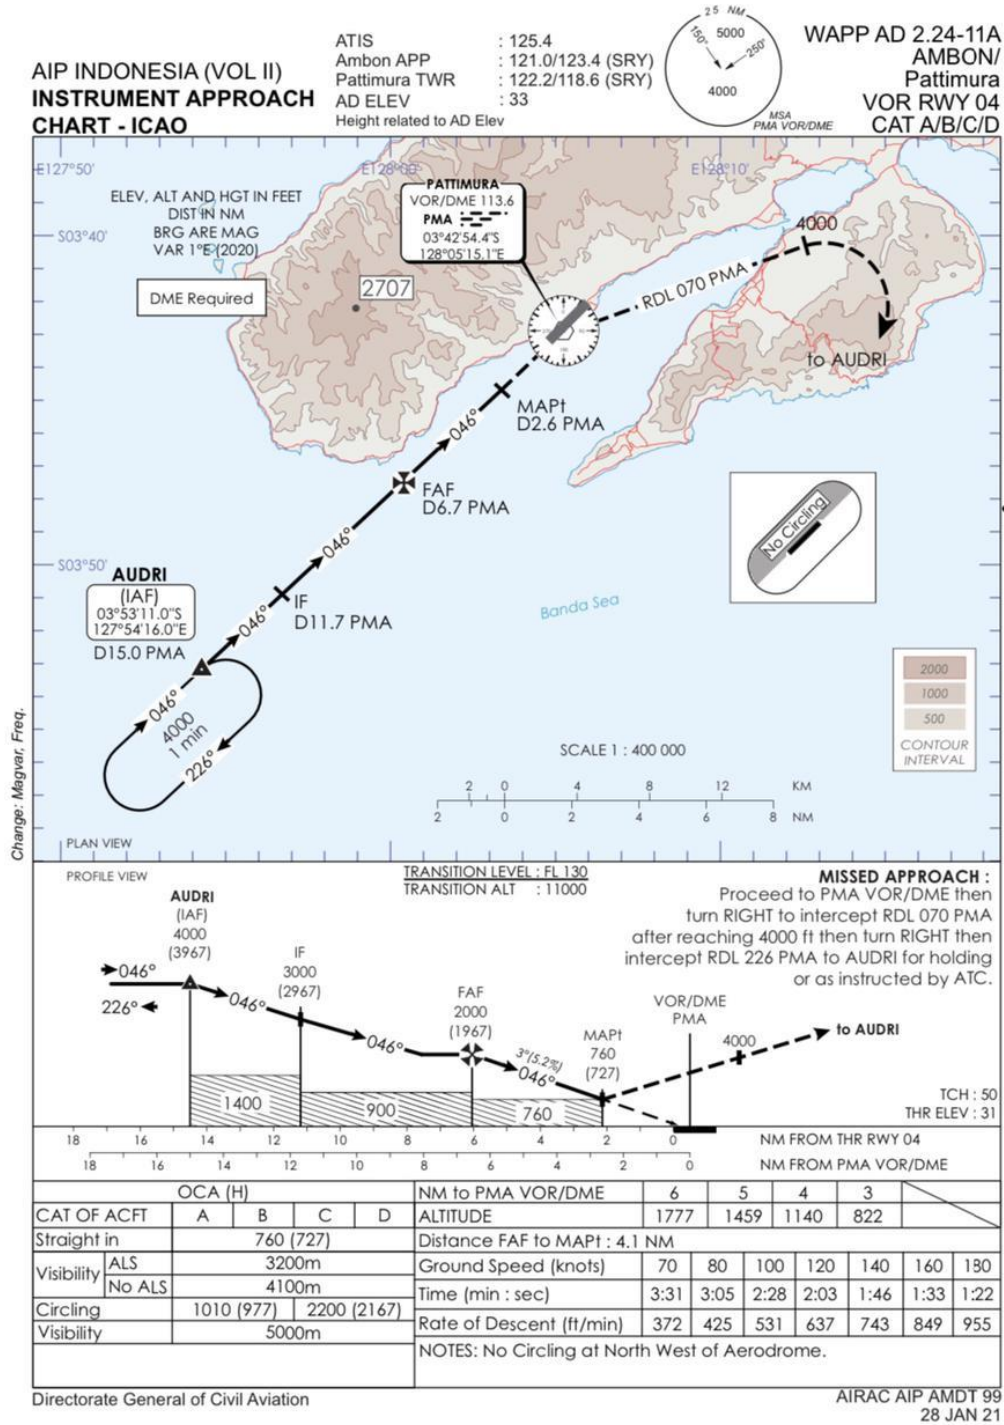 AIP INDONESIA (VOL II)
INSTRUMENT APPROACH
CHART - ICAO
ATIS : 125.4
Ambon APP : 121.0/123.4 (SRY)
Pattimura TWR : 122.2/118.6 (SRY)
AD ELEV : 33
Height related to AD Elev
25 NM
5000
150°
250°
4000
MSA
PMA VOR/DME
WAPP AD 2.24-11A
AMBON/
Pattimura
VOR RWY 04
CAT A/B/C/D
E127°50'
E128°00'
E128°10'
S03°40'
S03°50'
ELEV, ALT AND HGT IN FEET
DIST IN NM
BRG ARE MAG
VAR 1°E (2020)
DME Required
2707
PATTIMURA
VOR/DME 113.6
PMA
03°42'54.4"S
128°05'15.1"E
4000
RDL 070 PMA
to AUDRI
MAPt
D2.6 PMA
046°
FAF
D6.7 PMA
046°
No Circling
AUDRI
(IAF)
03°53'11.0"S
127°54'16.0"E
D15.0 PMA
IF
D11.7 PMA
046°
Banda Sea
046°
4000
1 min
226°
2000
1000
500
CONTOUR
INTERVAL
SCALE 1 : 400 000
2 0 4 8 12 KM
2 0 2 4 6 8 NM
Change: Magvar, Freq.
PLAN VIEW
PROFILE VIEW
TRANSITION LEVEL : FL 130
TRANSITION ALT : 11000
MISSED APPROACH :
Proceed to PMA VOR/DME then
turn RIGHT to intercept RDL 070 PMA
after reaching 4000 ft then turn RIGHT then
intercept RDL 226 PMA to AUDRI for holding
or as instructed by ATC.
AUDRI
(IAF)
4000
(3967)
046°
226°
046°
IF
3000
(2967)
046°
FAF
2000
(1967)
3°(5.2%)
046°
MAPt
760
(727)
VOR/DME
PMA
4000
to AUDRI
1400
900
760
TCH : 50
THR ELEV : 31
18 16 14 12 10 8 6 4 2 0 NM FROM THR RWY 04
18 16 14 12 10 8 6 4 2 0 NM FROM PMA VOR/DME
OCA (H)
CAT OF ACFT A B C D
Straight in 760 (727)
Visibility ALS 3200m
No ALS 4100m
Circling 1010 (977) 2200 (2167)
Visibility 5000m
NM to PMA VOR/DME 6 5 4 3
ALTITUDE 1777 1459 1140 822
Distance FAF to MAPt : 4.1 NM
Ground Speed (knots) 70 80 100 120 140 160 180
Time (min : sec) 3:31 3:05 2:28 2:03 1:46 1:33 1:22
Rate of Descent (ft/min) 372 425 531 637 743 849 955
NOTES: No Circling at North West of Aerodrome.
Directorate General of Civil Aviation
AIRAC AIP AMDT 99
28 JAN 21